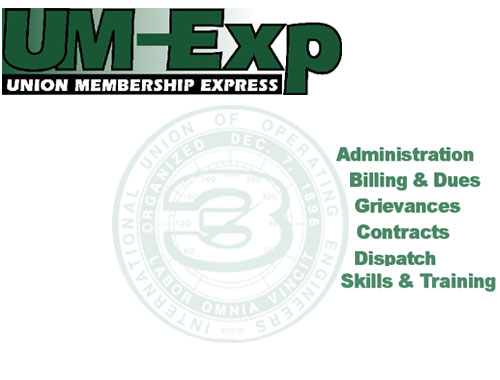 UM-Exp
UNION MEMBERSHIP EXPRESS
INTERNATIONAL UNION OF OPERATING ENGINEERS
ORGANIZED DEC. 7, 1896
LABOR OMNIA VINCIT
3
Administration
Billing & Dues
Grievances
Contracts
Dispatch
Skills & Training